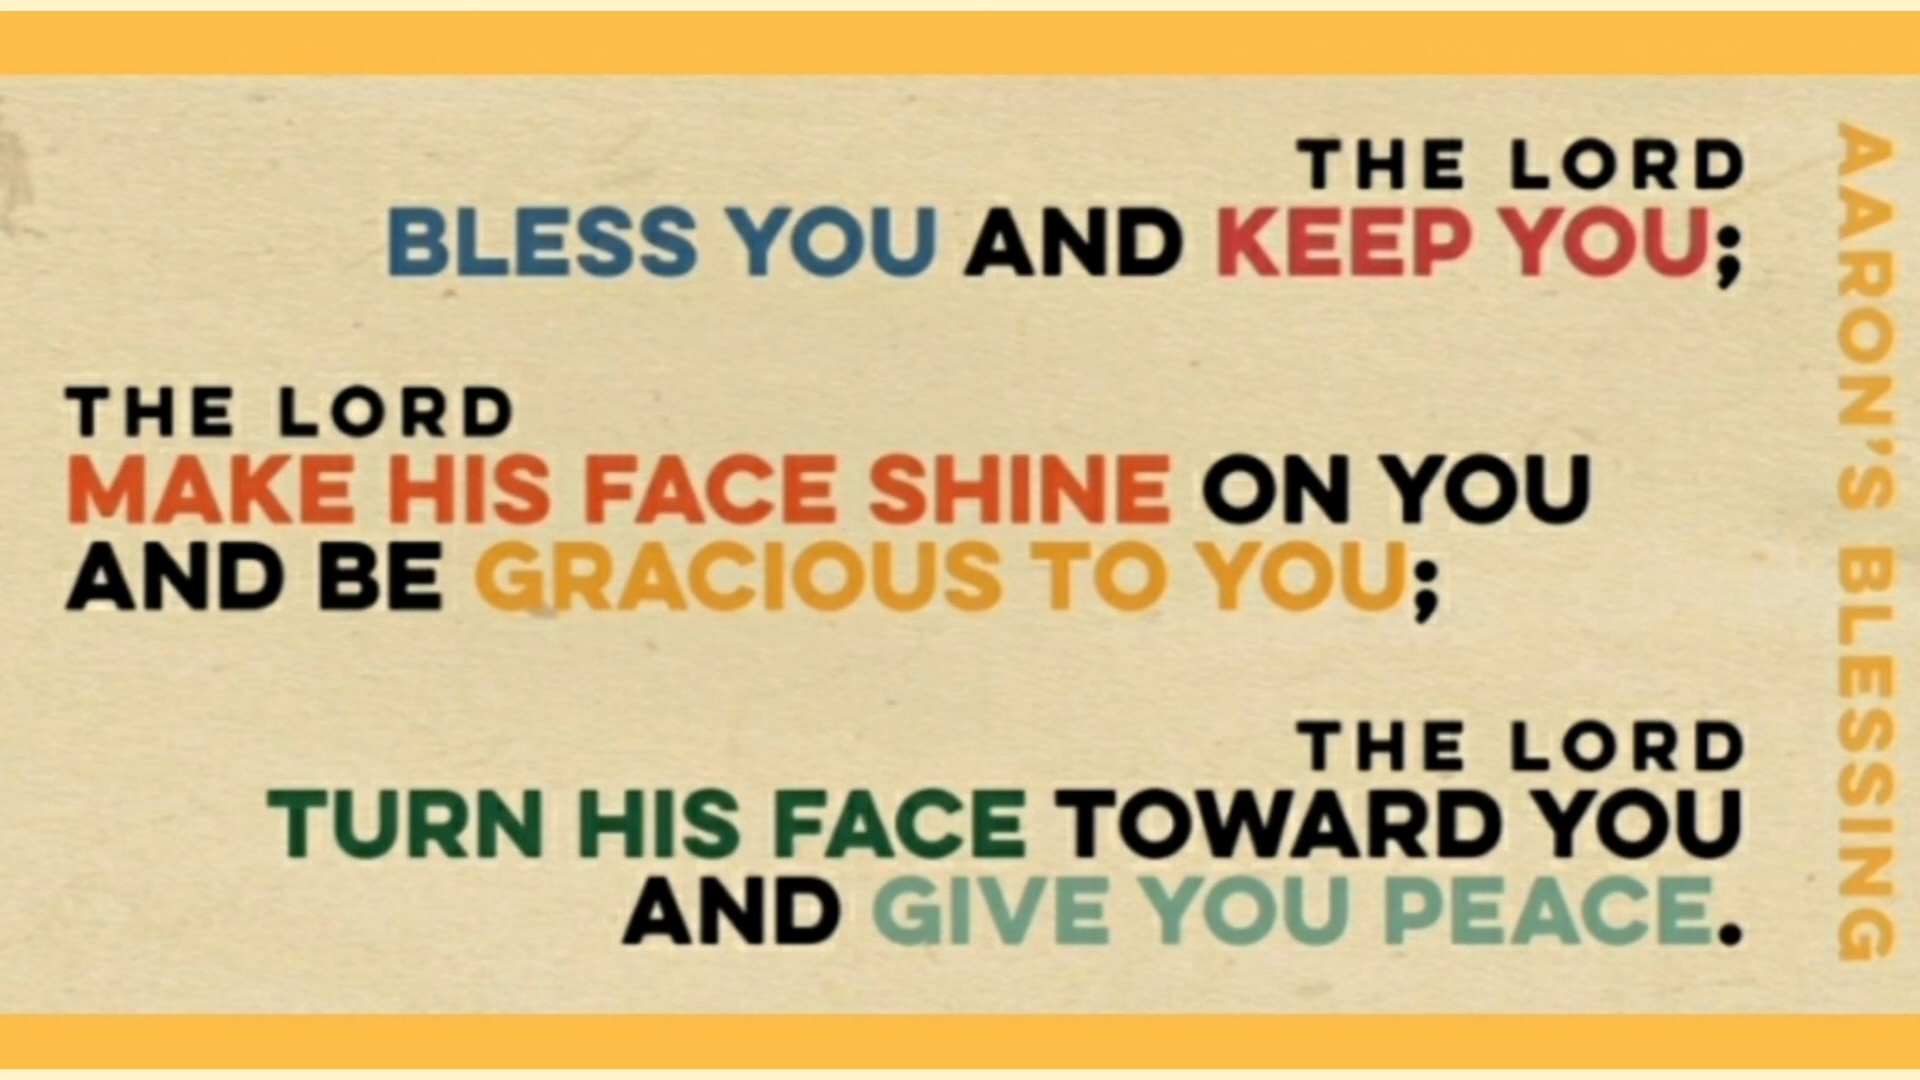 THE LORD
BLESS YOU AND KEEP YOU;
THE LORD
MAKE HIS FACE SHINE ON YOU
AND BE GRACIOUS TO YOU;
THE LORD
TURN HIS FACE TOWARD YOU
AND GIVE YOU PEACE.
AARON'S BLESSING